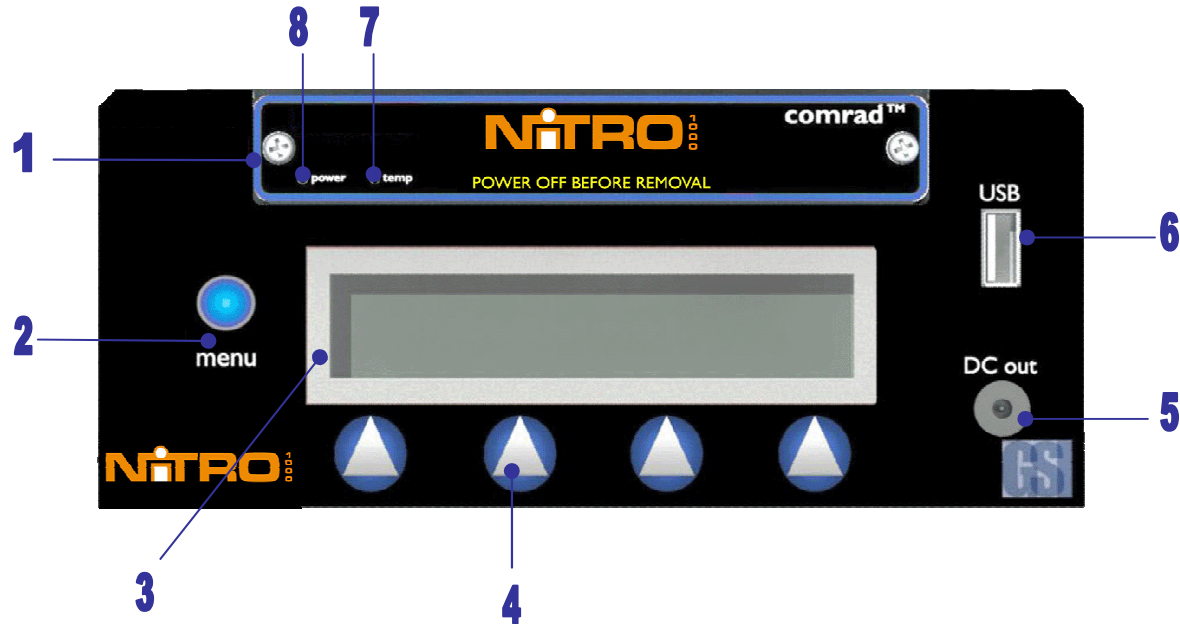 8 7
NiTRO 1000
comrad™
1
power
temp
POWER OFF BEFORE REMOVAL
USB
6
2
menu
DC out
5
NiTRO 1000
GS
3
4